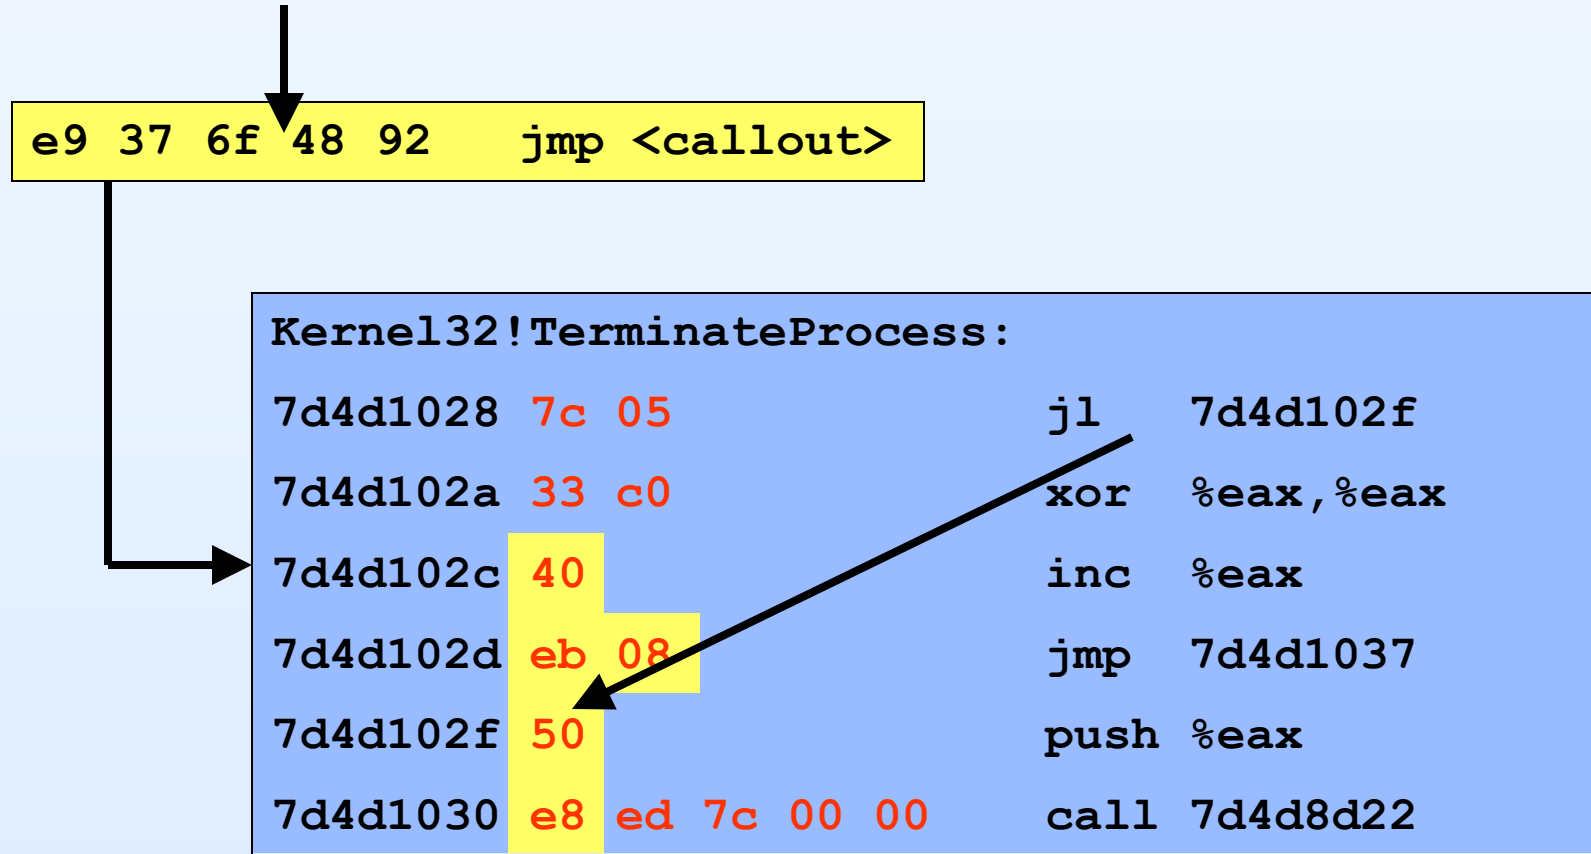 e9 37 6f 48 92 jmp <callout>
Kernel32!TerminateProcess:
7d4d1028 7c 05 jl 7d4d102f
7d4d102a 33 c0 xor %eax,%eax
7d4d102c 40 inc %eax
7d4d102d eb 08 jmp 7d4d1037
7d4d102f 50 push %eax
7d4d1030 e8 ed 7c 00 00 call 7d4d8d22